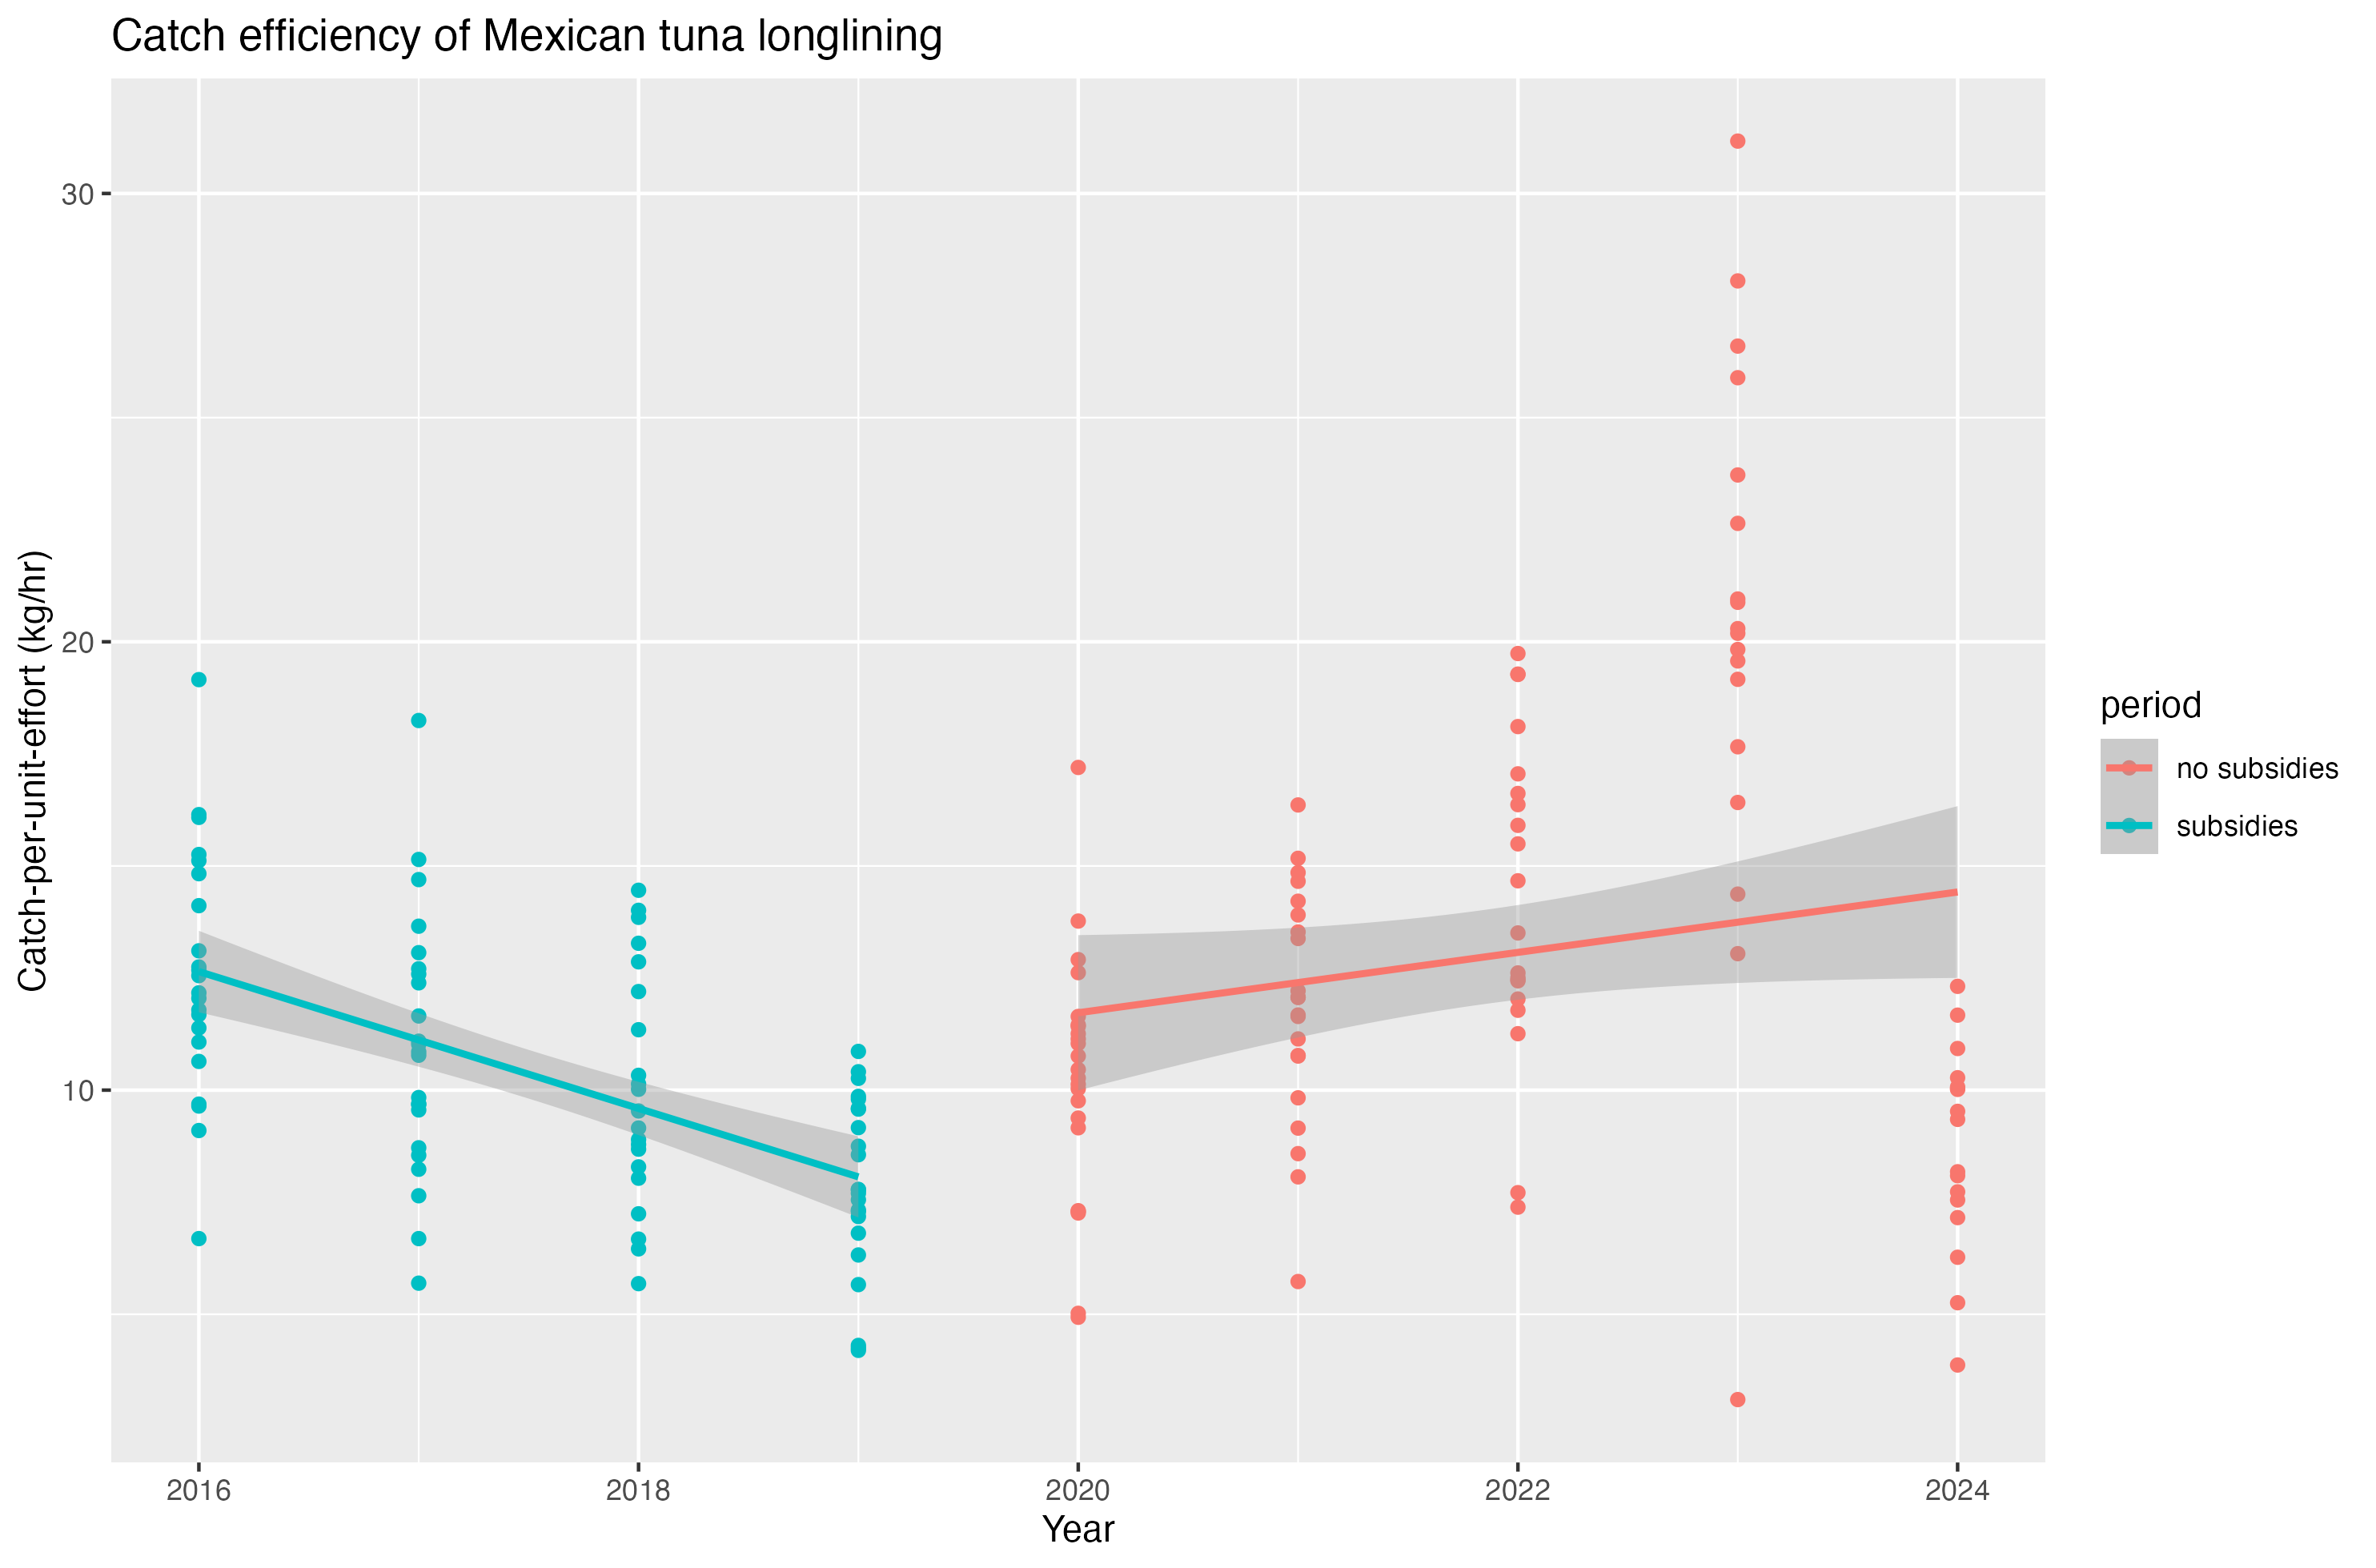 Catch efficiency of Mexican tuna longlining
Catch-per-unit-effort (kg/hr)
30
20
10
2016
2018
2020
2022
2024
Year
period
no subsidies
subsidies